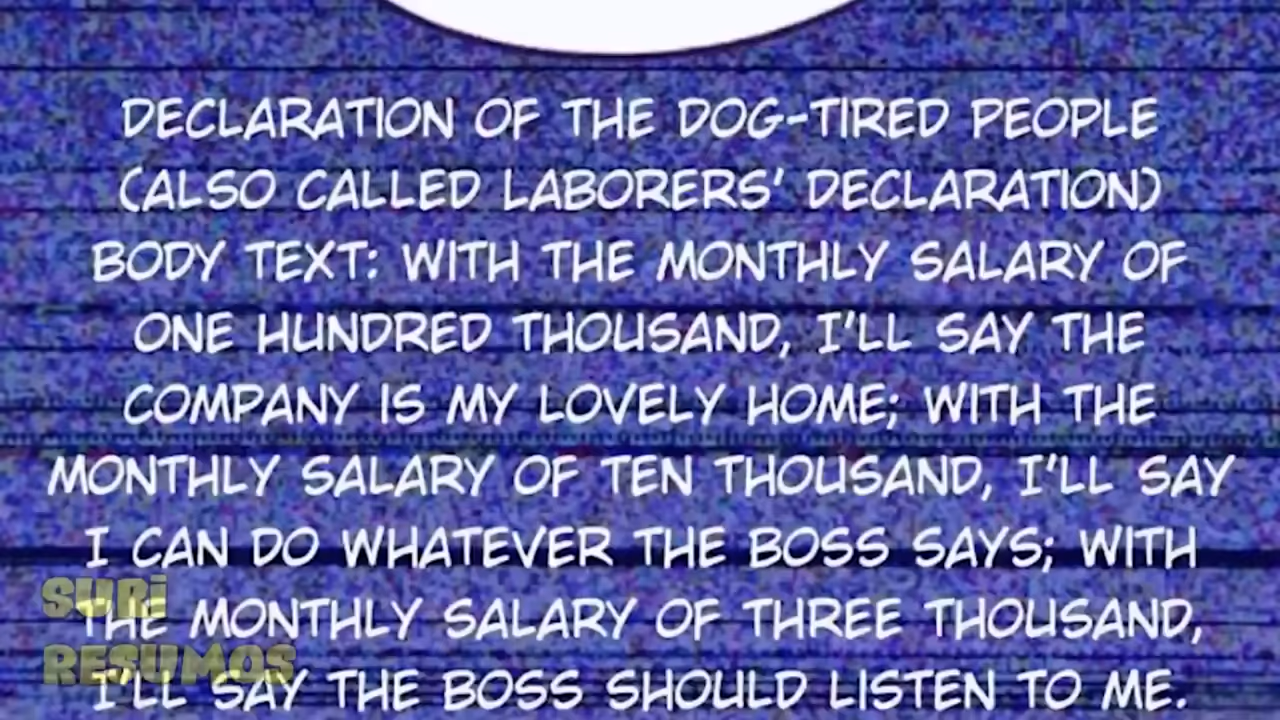 DECLARATION OF THE DOG-TIRED PEOPLE
(ALSO CALLED LABORERS' DECLARATION)
BODY TEXT: WITH THE MONTHLY SALARY OF
ONE HUNDRED THOUSAND, I'LL SAY THE
COMPANY IS MY LOVELY HOME; WITH THE
MONTHLY SALARY OF TEN THOUSAND, I'LL SAY
I CAN DO WHATEVER THE BOSS SAYS; WITH
THE MONTHLY SALARY OF THREE THOUSAND,
I'LL SAY THE BOSS SHOULD LISTEN TO ME.
SURi
RESUMOS